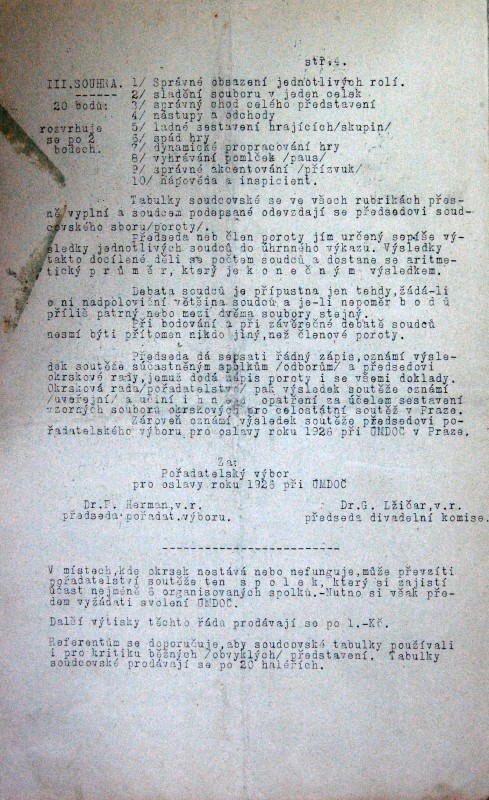 str.4.
III.SOUHRA. 1/ Správné obsazení jednotlivých rolí.
------ 2/ sladění souboru v jeden celek
20 bodů: 3/ správný chod celého představení
4/ nástupy a odchody
rozvrhuje 5/ ladné sestavení hrajících/skupin/
se po 2 6/ spád hry
bodech. 7/ dynamické propracování hry
8/ vyhrávání pomlček /paus/
9/ správné akcentování /přízvuk/
10/ nápověda a inspicient.
Tabulky soudcovské se ve všech rubrikách přes-
ně vyplní a soudcem podepsané odevzdají se předsedovi soud-
covského sboru/poroty/.
Předseda neb člen poroty jím určený sepíše vý-
sledky jednotlivých soudců do úhrnného výkazu. Výsledky
takto docílené dělí se počtem soudců a dostane se aritme-
tický p r ů m ě r, který je k o n e č n ý m výsledkem.
Debata soudců je přípustna jen tehdy, žádá-li
o ni nadpoloviční většina soudců a je-li nepoměr b o d ů
příliš patrný nebo mezi dvěma soubory stejný.
Při bodování a při závěrečné debatě soudců
nesmí býti přítomen nikdo jiný, než členové poroty.
Předseda dá sepsati řádný zápis, oznámí výsle-
dek soutěže súčastněným spolkům /odborům/ a předsedovi
okrskové rady, jemuž dodá zápis poroty i se všemi doklady.
Okrsková rada/pořadatelstvo/ pak výsledek soutěže oznámí
/uveřejní/ a učiní i h n e d opatření za účelem sestavení
vzorných souborů okrskových pro celostátní soutěž v Praze.
Zároveň oznámí výsledek soutěže předsedovi po-
řadatelského výboru pro oslavy roku 1926 při ÚMDOČ v Praze.
Za:
Pořadatelský výbor
pro oslavy roku 1926 při ÚMDOČ
Dr.F. Herman,v.r. Dr.G. Lžičař,v.r.
předseda pořadat.výboru. předseda divadelní komise.
--------------------
V místech,kde okrsek nestává nebo nefunguje,může převzíti
pořadatelství soutěže ten s p o l e k, který si zajistí
účast nejméně 6 organisovaných spolků.-Nutno si však pře-
dem vyžádati svolení ÚMDOČ.
Další výtisky těchto řádů prodávají se po 1.-Kč.
Referentům se doporučuje,aby soudcovské tabulky používali
i pro kritiku běžných /obvyklých/ představení. Tabulky
soudcovské prodávají se po 20 haléřích.